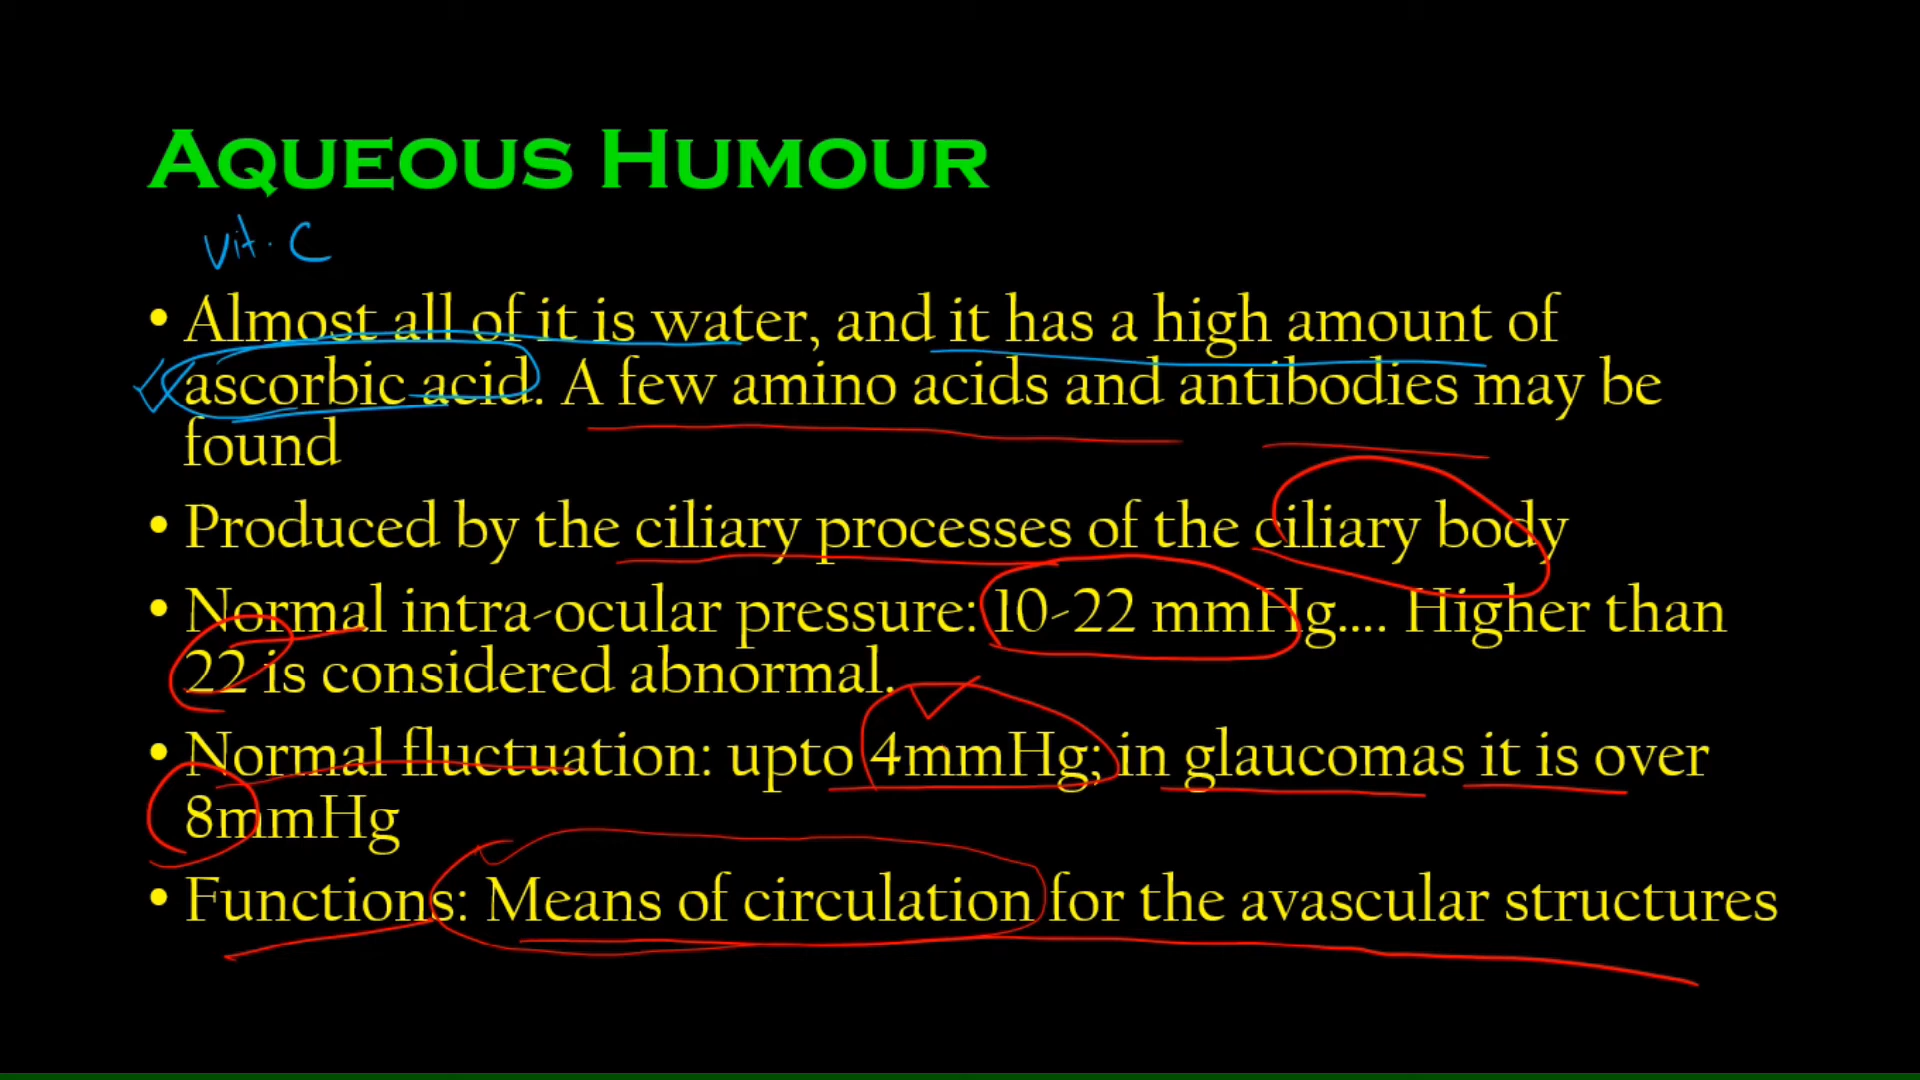 AQUEOUS HUMOUR
Vit. C
• Almost all of it is water, and it has a high amount of
ascorbic acid. A few amino acids and antibodies may be
found
• Produced by the ciliary processes of the ciliary body
• Normal intra-ocular pressure: 10-22 mmHg.... Higher than
22 is considered abnormal.
• Normal fluctuation: upto 4mmHg; in glaucomas it is over
8mmHg
• Functions: Means of circulation for the avascular structures